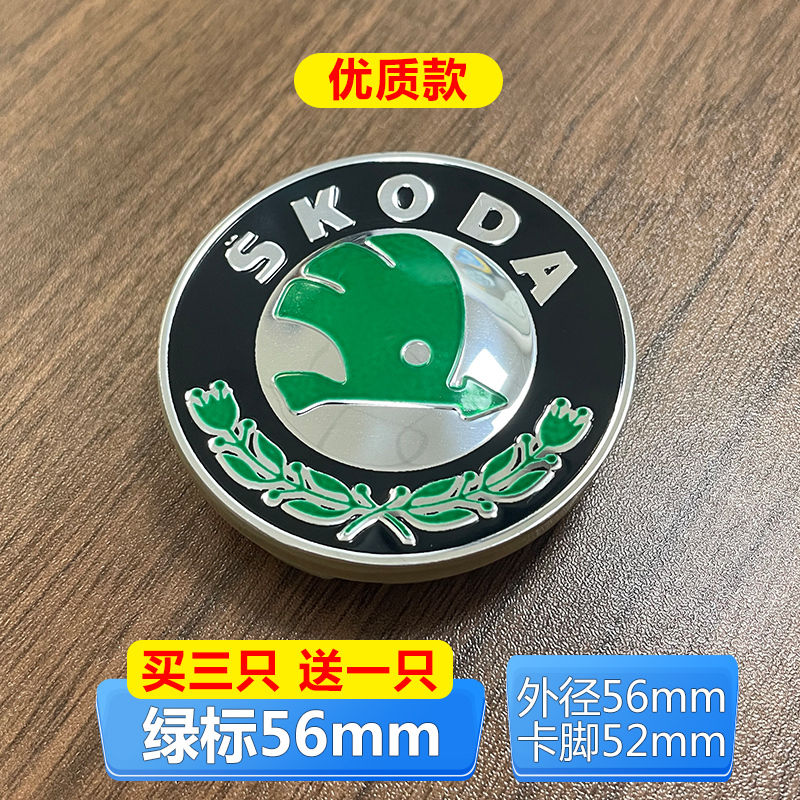 优质款
ŠKODA
买三只 送一只
绿标56mm
外径56mm
卡脚52mm